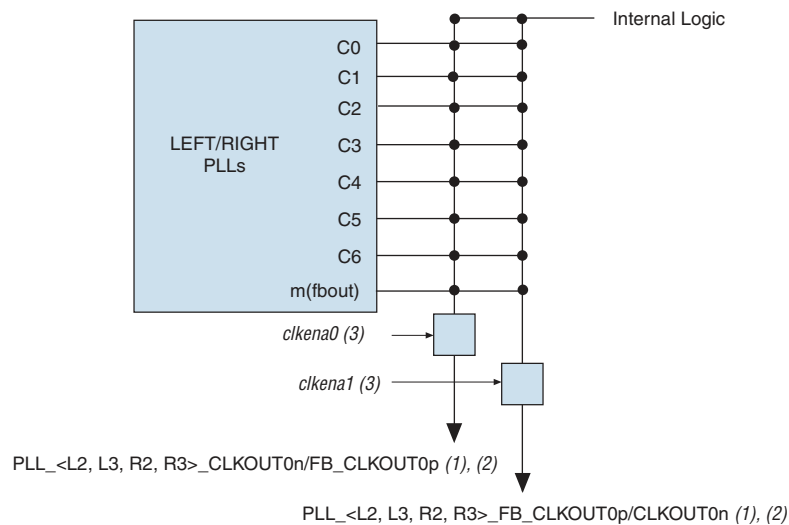 Internal Logic
C0
C1
C2
LEFT/RIGHT
PLLs
C3
C4
C5
C6
m(fbout)
clkena0 (3)
clkena1 (3)
PLL_<L2, L3, R2, R3>_CLKOUT0n/FB_CLKOUT0p (1), (2)
PLL_<L2, L3, R2, R3>_FB_CLKOUT0p/CLKOUT0n (1), (2)